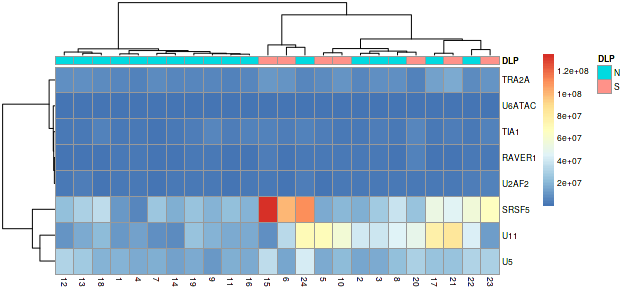 DLP
DLP
N
S
1.2e+08
1e+08
8e+07
6e+07
4e+07
2e+07
TRA2A
U6ATAC
TIA1
RAVER1
U2AF2
SRSF5
U11
U5
12 13 18 1 4 7 14 19 9 11 16 15 6 24 5 10 2 3 8 20 17 21 22 23